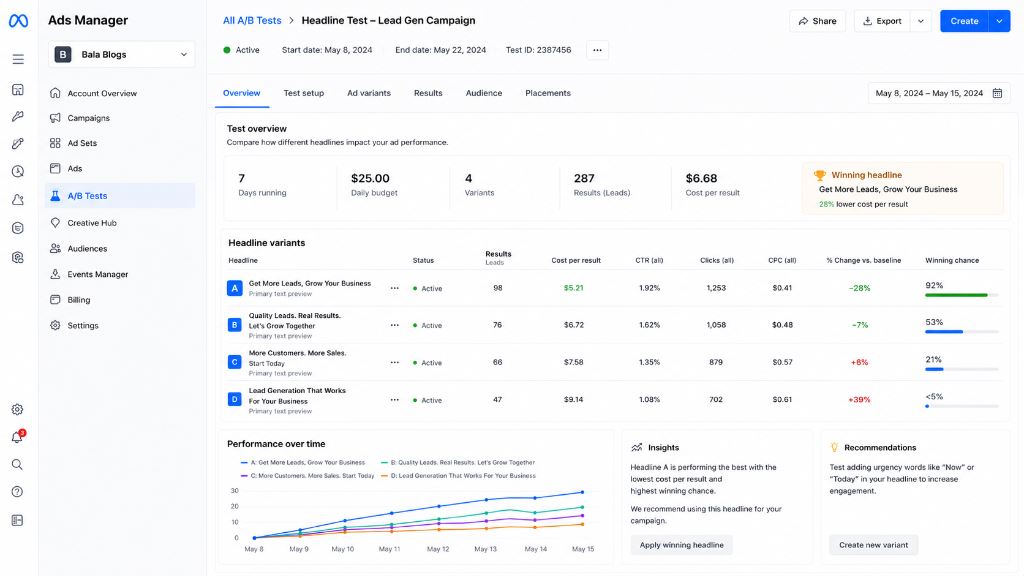 Ads Manager
B Bala Blogs
Account Overview
Campaigns
Ad Sets
Ads
A/B Tests
Creative Hub
Audiences
Events Manager
Billing
Settings
3
All A/B Tests > Headline Test – Lead Gen Campaign
Share
Export
Create
Active Start date: May 8, 2024 End date: May 22, 2024 Test ID: 2387456 ...
Overview Test setup Ad variants Results Audience Placements
May 8, 2024 – May 15, 2024
Test overview
Compare how different headlines impact your ad performance.
7 $25.00 4 287 $6.68
Days running Daily budget Variants Results (Leads) Cost per result
Winning headline
Get More Leads, Grow Your Business
28% lower cost per result
Headline variants
Headline Status Results Cost per result CTR (all) Clicks (all) CPC (all) % Change vs. baseline Winning chance
Leads
A Get More Leads, Grow Your Business ... Active 98 $5.21 1.92% 1,253 $0.41 −28% 92%
Primary text preview
B Quality Leads. Real Results.
Let's Grow Together ... Active 76 $6.72 1.62% 1,058 $0.48 −7% 53%
Primary text preview
C More Customers. More Sales.
Start Today ... Active 66 $7.58 1.35% 879 $0.57 +6% 21%
Primary text preview
D Lead Generation That Works
For Your Business ... Active 47 $9.14 1.08% 702 $0.61 +39% <5%
Primary text preview
Performance over time
A: Get More Leads, Grow Your Business B: Quality Leads. Real Results. Let's Grow Together
C: More Customers. More Sales. Start Today D: Lead Generation That Works For Your Business
30
20
10
0
May 8 May 9 May 10 May 11 May 12 May 13 May 14 May 15
Insights
Headline A is performing the best with the
lowest cost per result and
highest winning chance.
We recommend using this headline for your
campaign.
Apply winning headline
Recommendations
Test adding urgency words like “Now” or
“Today” in your headline to increase
engagement.
Create new variant